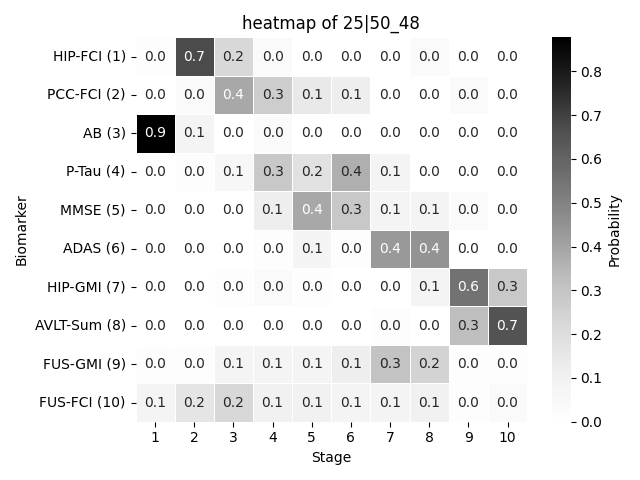 heatmap of 25|50_48
HIP-FCI (1) 0.0 0.7 0.2 0.0 0.0 0.0 0.0 0.0 0.0 0.0
PCC-FCI (2) 0.0 0.0 0.4 0.3 0.1 0.1 0.0 0.0 0.0 0.0
AB (3) 0.9 0.1 0.0 0.0 0.0 0.0 0.0 0.0 0.0 0.0
P-Tau (4) 0.0 0.0 0.1 0.3 0.2 0.4 0.1 0.0 0.0 0.0
MMSE (5) 0.0 0.0 0.0 0.1 0.4 0.3 0.1 0.1 0.0 0.0
ADAS (6) 0.0 0.0 0.0 0.0 0.1 0.0 0.4 0.4 0.0 0.0
HIP-GMI (7) 0.0 0.0 0.0 0.0 0.0 0.0 0.0 0.1 0.6 0.3
AVLT-Sum (8) 0.0 0.0 0.0 0.0 0.0 0.0 0.0 0.0 0.3 0.7
FUS-GMI (9) 0.0 0.0 0.1 0.1 0.1 0.1 0.3 0.2 0.0 0.0
FUS-FCI (10) 0.1 0.2 0.2 0.1 0.1 0.1 0.1 0.1 0.0 0.0
1 2 3 4 5 6 7 8 9 10
Stage
Biomarker
0.8
0.7
0.6
0.5
0.4
0.3
0.2
0.1
0.0
Probability